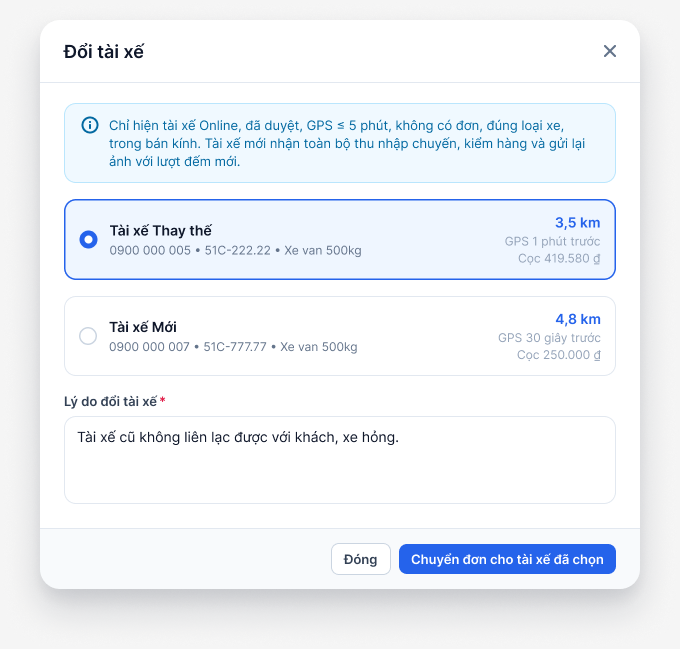 Đổi tài xế
Chỉ hiện tài xế Online, đã duyệt, GPS ≤ 5 phút, không có đơn, đúng loại xe,
trong bán kính. Tài xế mới nhận toàn bộ thu nhập chuyến, kiểm hàng và gửi lại
ảnh với lượt đếm mới.
Tài xế Thay thế
0900 000 005 • 51C-222.22 • Xe van 500kg
3,5 km
GPS 1 phút trước
Cọc 419.580 ₫
Tài xế Mới
0900 000 007 • 51C-777.77 • Xe van 500kg
4,8 km
GPS 30 giây trước
Cọc 250.000 ₫
Lý do đổi tài xế *
Tài xế cũ không liên lạc được với khách, xe hỏng.
Đóng
Chuyển đơn cho tài xế đã chọn